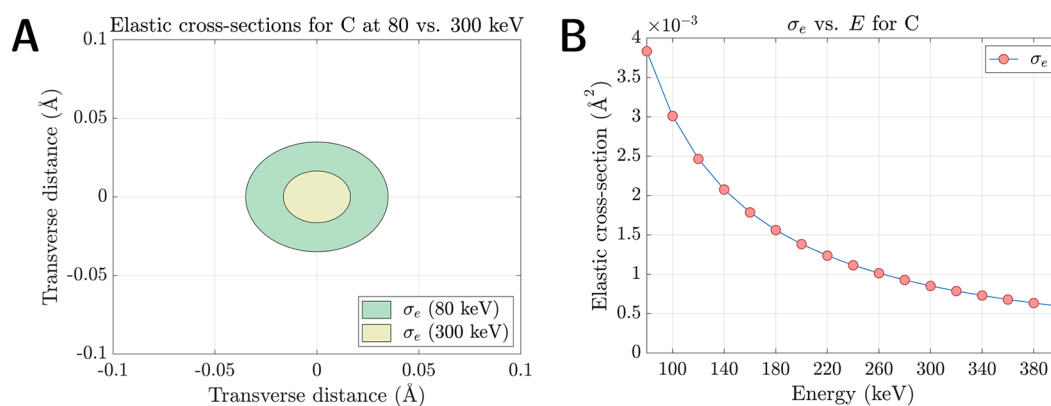 A
Elastic cross-sections for C at 80 vs. 300 keV
0.1
0.05
0
-0.05
-0.1
Transverse distance (Å)
-0.1
-0.05
0
0.05
0.1
Transverse distance (Å)
σₑ (80 keV)
σₑ (300 keV)
B
σₑ vs. E for C
×10⁻³
4
3.5
3
2.5
2
1.5
1
0.5
0
Elastic cross-section (Å²)
100
140
180
220
260
300
340
380
Energy (keV)
σₑ